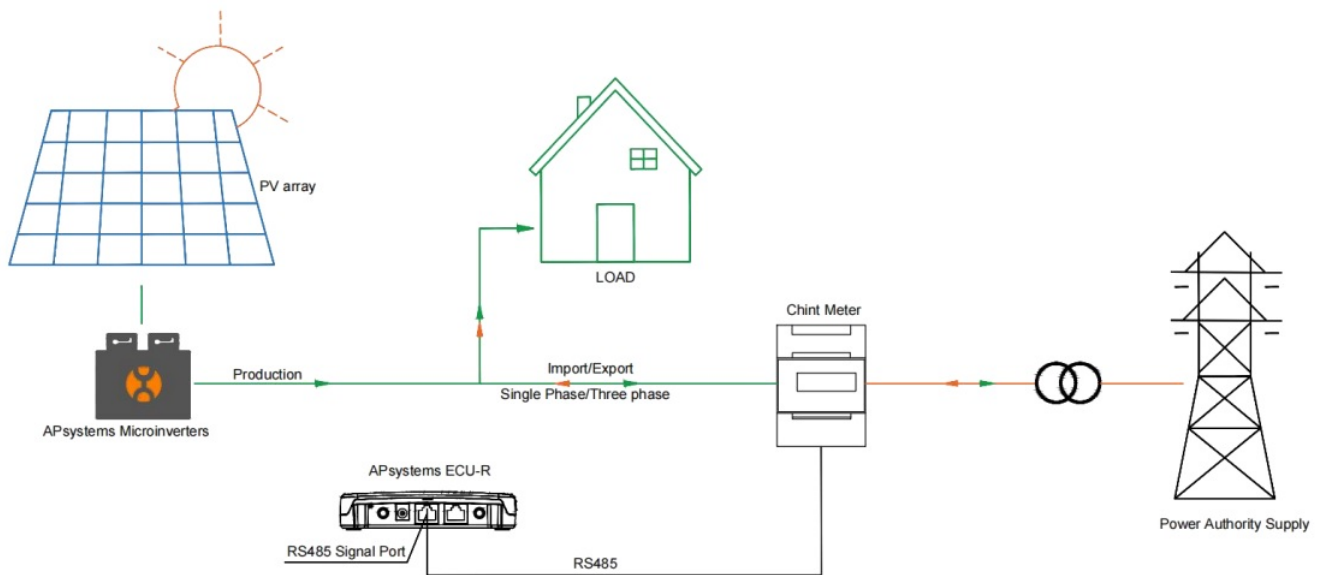 PV array
LOAD
Chint Meter
Production
Import/Export
Single Phase/Three phase
APsystems Microinverters
APsystems ECU-R
RS485 Signal Port
RS485
Power Authority Supply